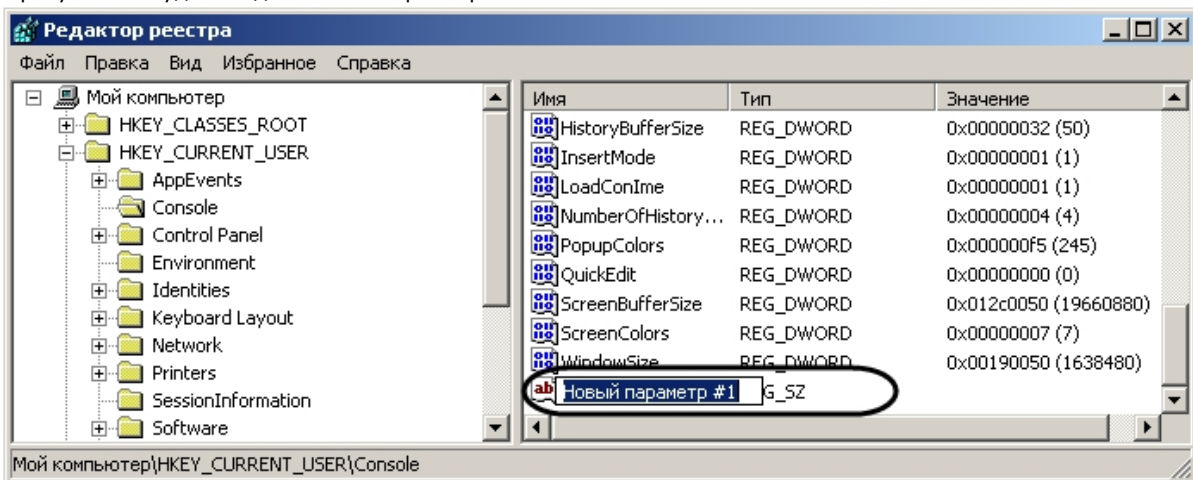 Редактор реестра
Файл Правка Вид Избранное Справка
Мой компьютер
HKEY_CLASSES_ROOT
HKEY_CURRENT_USER
AppEvents
Console
Control Panel
Environment
Identities
Keyboard Layout
Network
Printers
SessionInformation
Software
Имя Тип Значение
HistoryBufferSize REG_DWORD 0x00000032 (50)
InsertMode REG_DWORD 0x00000001 (1)
LoadConIme REG_DWORD 0x00000001 (1)
NumberOfHistory... REG_DWORD 0x00000004 (4)
PopupColors REG_DWORD 0x000000f5 (245)
QuickEdit REG_DWORD 0x00000000 (0)
ScreenBufferSize REG_DWORD 0x012c0050 (19660880)
ScreenColors REG_DWORD 0x00000007 (7)
WindowSize REG_DWORD 0x00190050 (1638480)
Новый параметр #1 G_SZ
Мой компьютер\HKEY_CURRENT_USER\Console